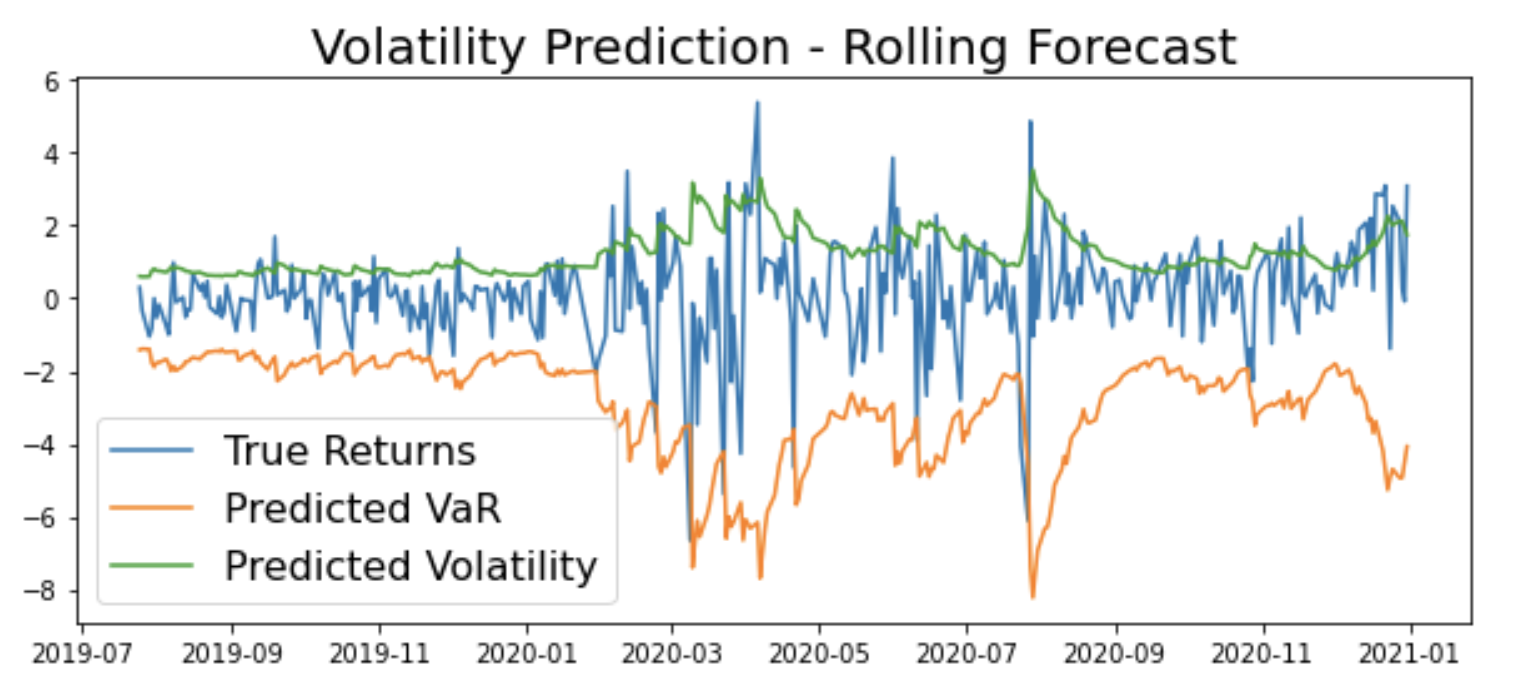 Volatility Prediction - Rolling Forecast
6
4
2
0
−2
−4
−6
−8
True Returns
Predicted VaR
Predicted Volatility
2019-07 2019-09 2019-11 2020-01 2020-03 2020-05 2020-07 2020-09 2020-11 2021-01